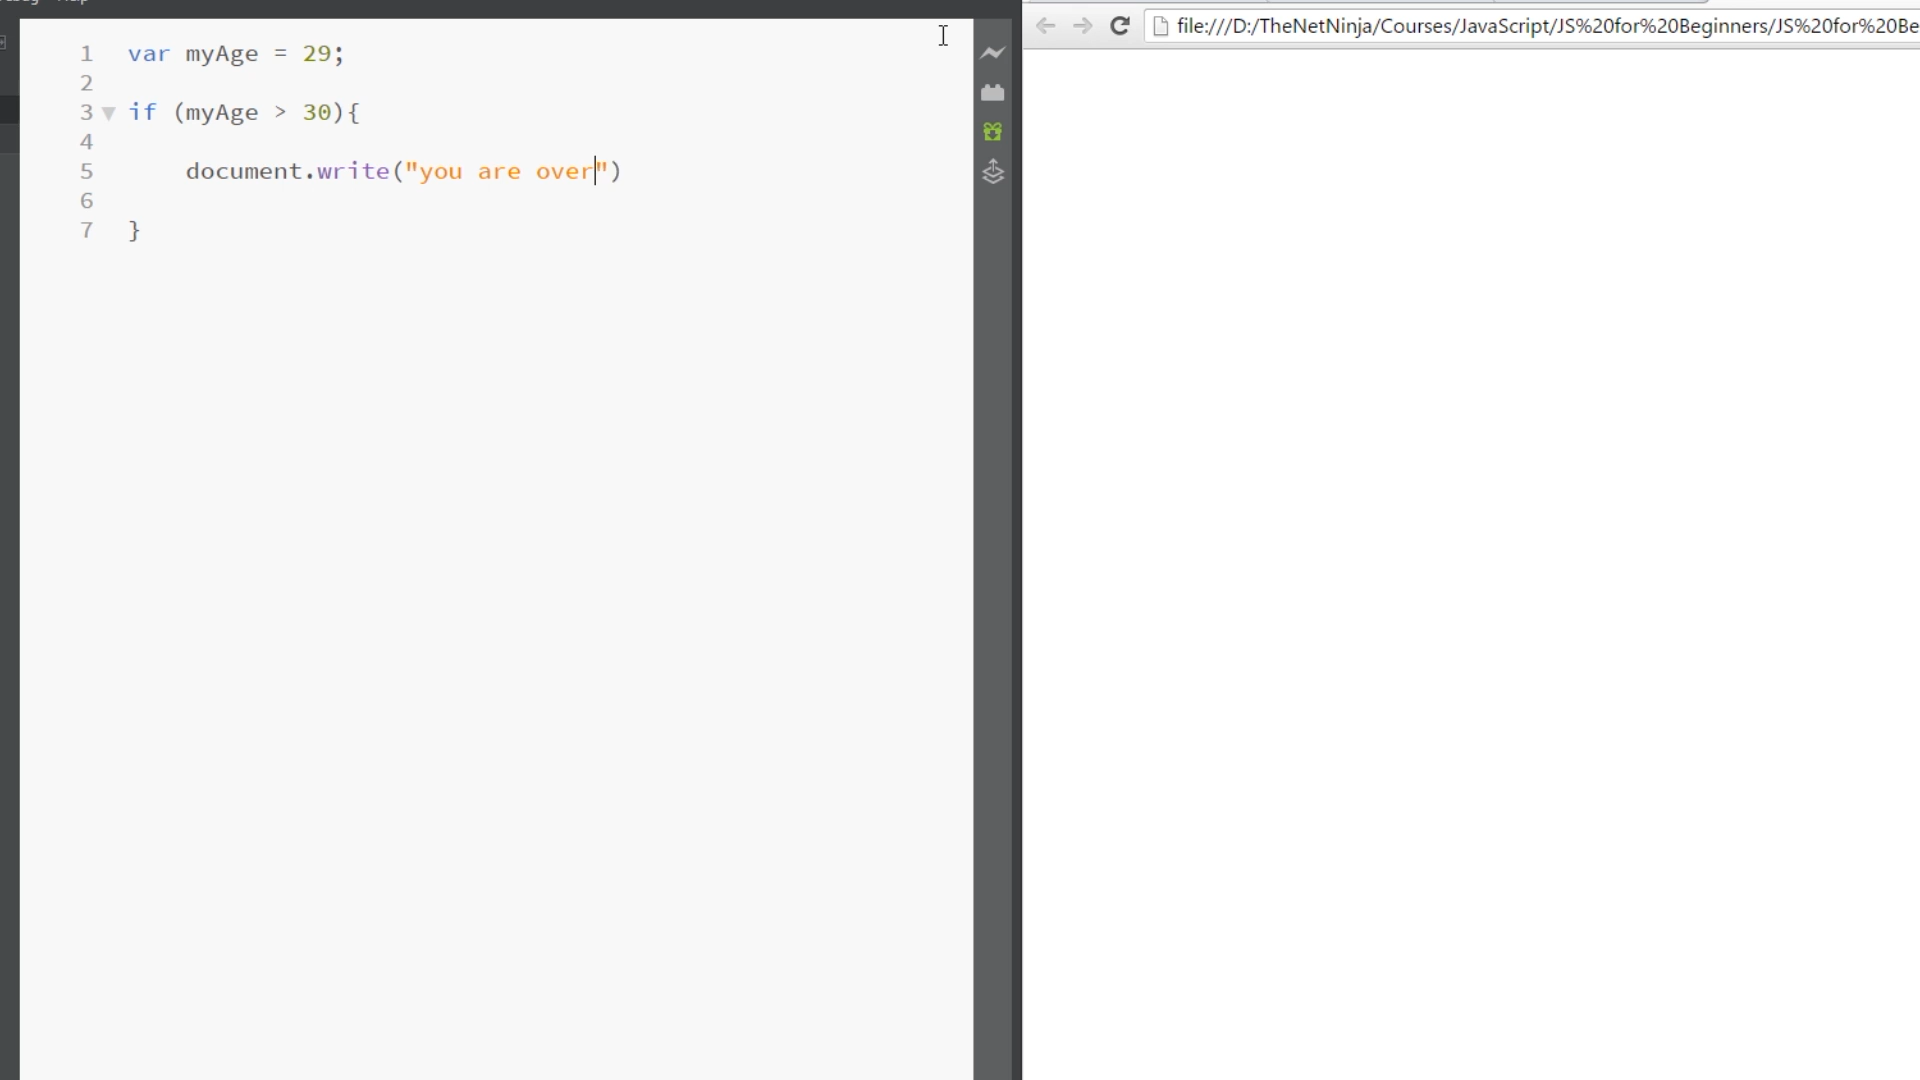 1 var myAge = 29;
2
3 if (myAge > 30){
4
5 document.write("you are over")
6
7 }
file:///D:/TheNetNinja/Courses/JavaScript/JS%20for%20Beginners/JS%20for%20Be